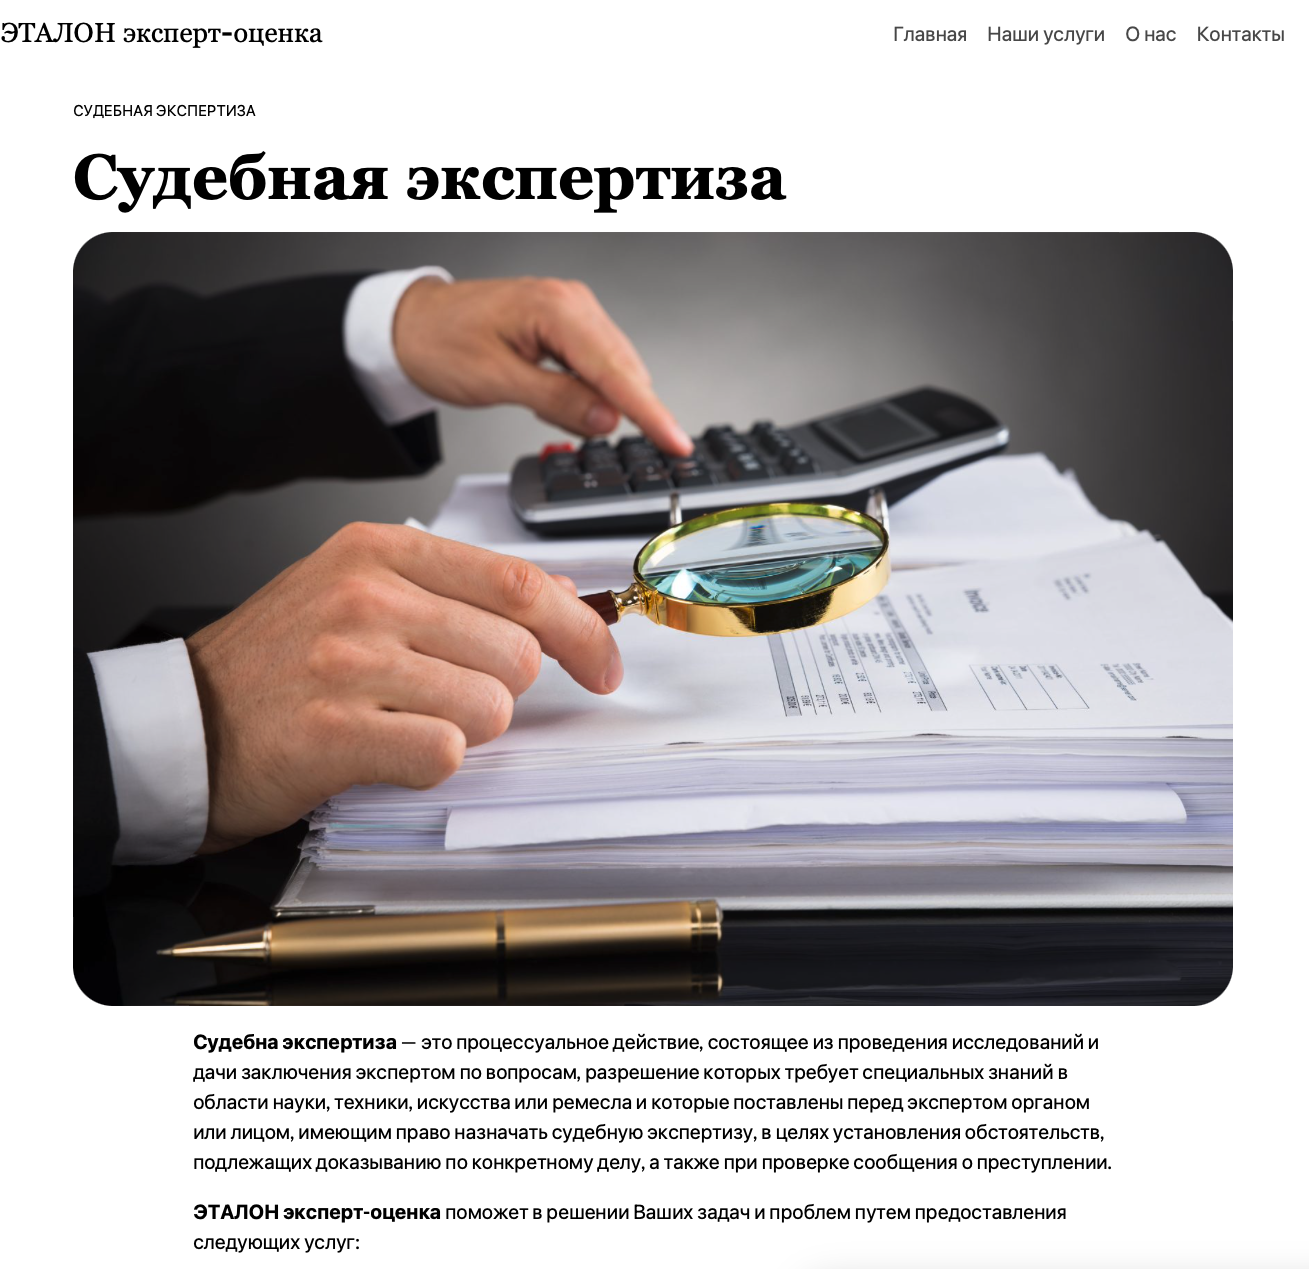 ЭТАЛОН эксперт-оценка
Главная Наши услуги О нас Контакты
СУДЕБНАЯ ЭКСПЕРТИЗА
Судебная экспертиза
Invoice
Судебна экспертиза — это процессуальное действие, состоящее из проведения исследований и
дачи заключения экспертом по вопросам, разрешение которых требует специальных знаний в
области науки, техники, искусства или ремесла и которые поставлены перед экспертом органом
или лицом, имеющим право назначать судебную экспертизу, в целях установления обстоятельств,
подлежащих доказыванию по конкретному делу, а также при проверке сообщения о преступлении.
ЭТАЛОН эксперт-оценка поможет в решении Ваших задач и проблем путем предоставления
следующих услуг: